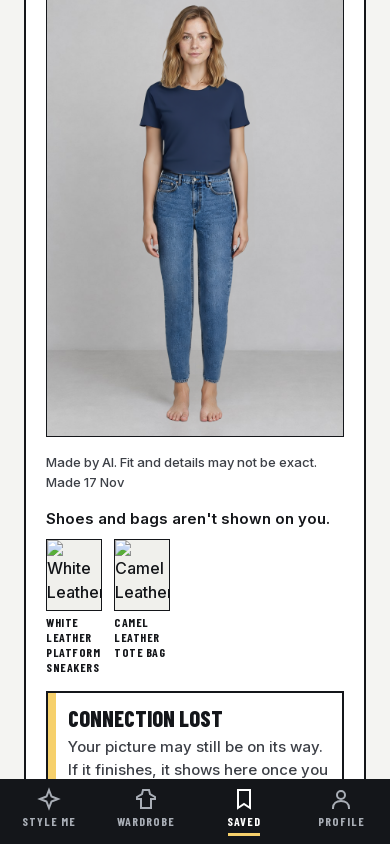 Made by AI. Fit and details may not be exact.
Made 17 Nov
Shoes and bags aren't shown on you.
White
Leather
Camel
Leather
WHITE
LEATHER
PLATFORM
SNEAKERS
CAMEL
LEATHER
TOTE BAG
CONNECTION LOST
Your picture may still be on its way.
If it finishes, it shows here once you
STYLE ME
WARDROBE
SAVED
PROFILE